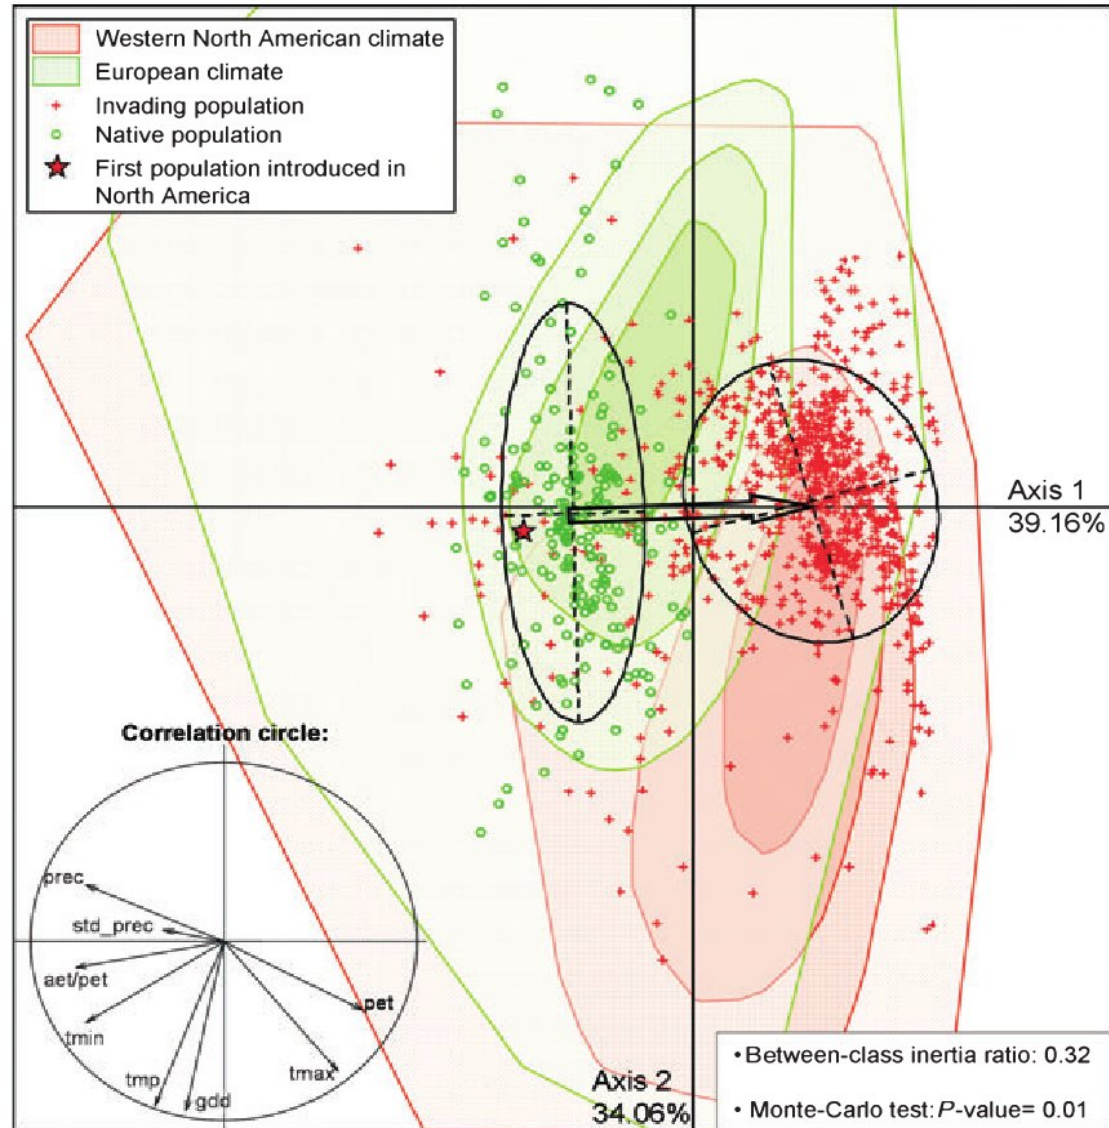 Western North American climate
European climate
Invading population
Native population
First population introduced in
North America
Axis 1
39.16%
Correlation circle:
prec
std_prec
aet/pet
tmin
tmp
gdd
tmax
pet
Axis 2
34.06%
•Between-class inertia ratio: 0.32
• Monte-Carlo test: P-value= 0.01